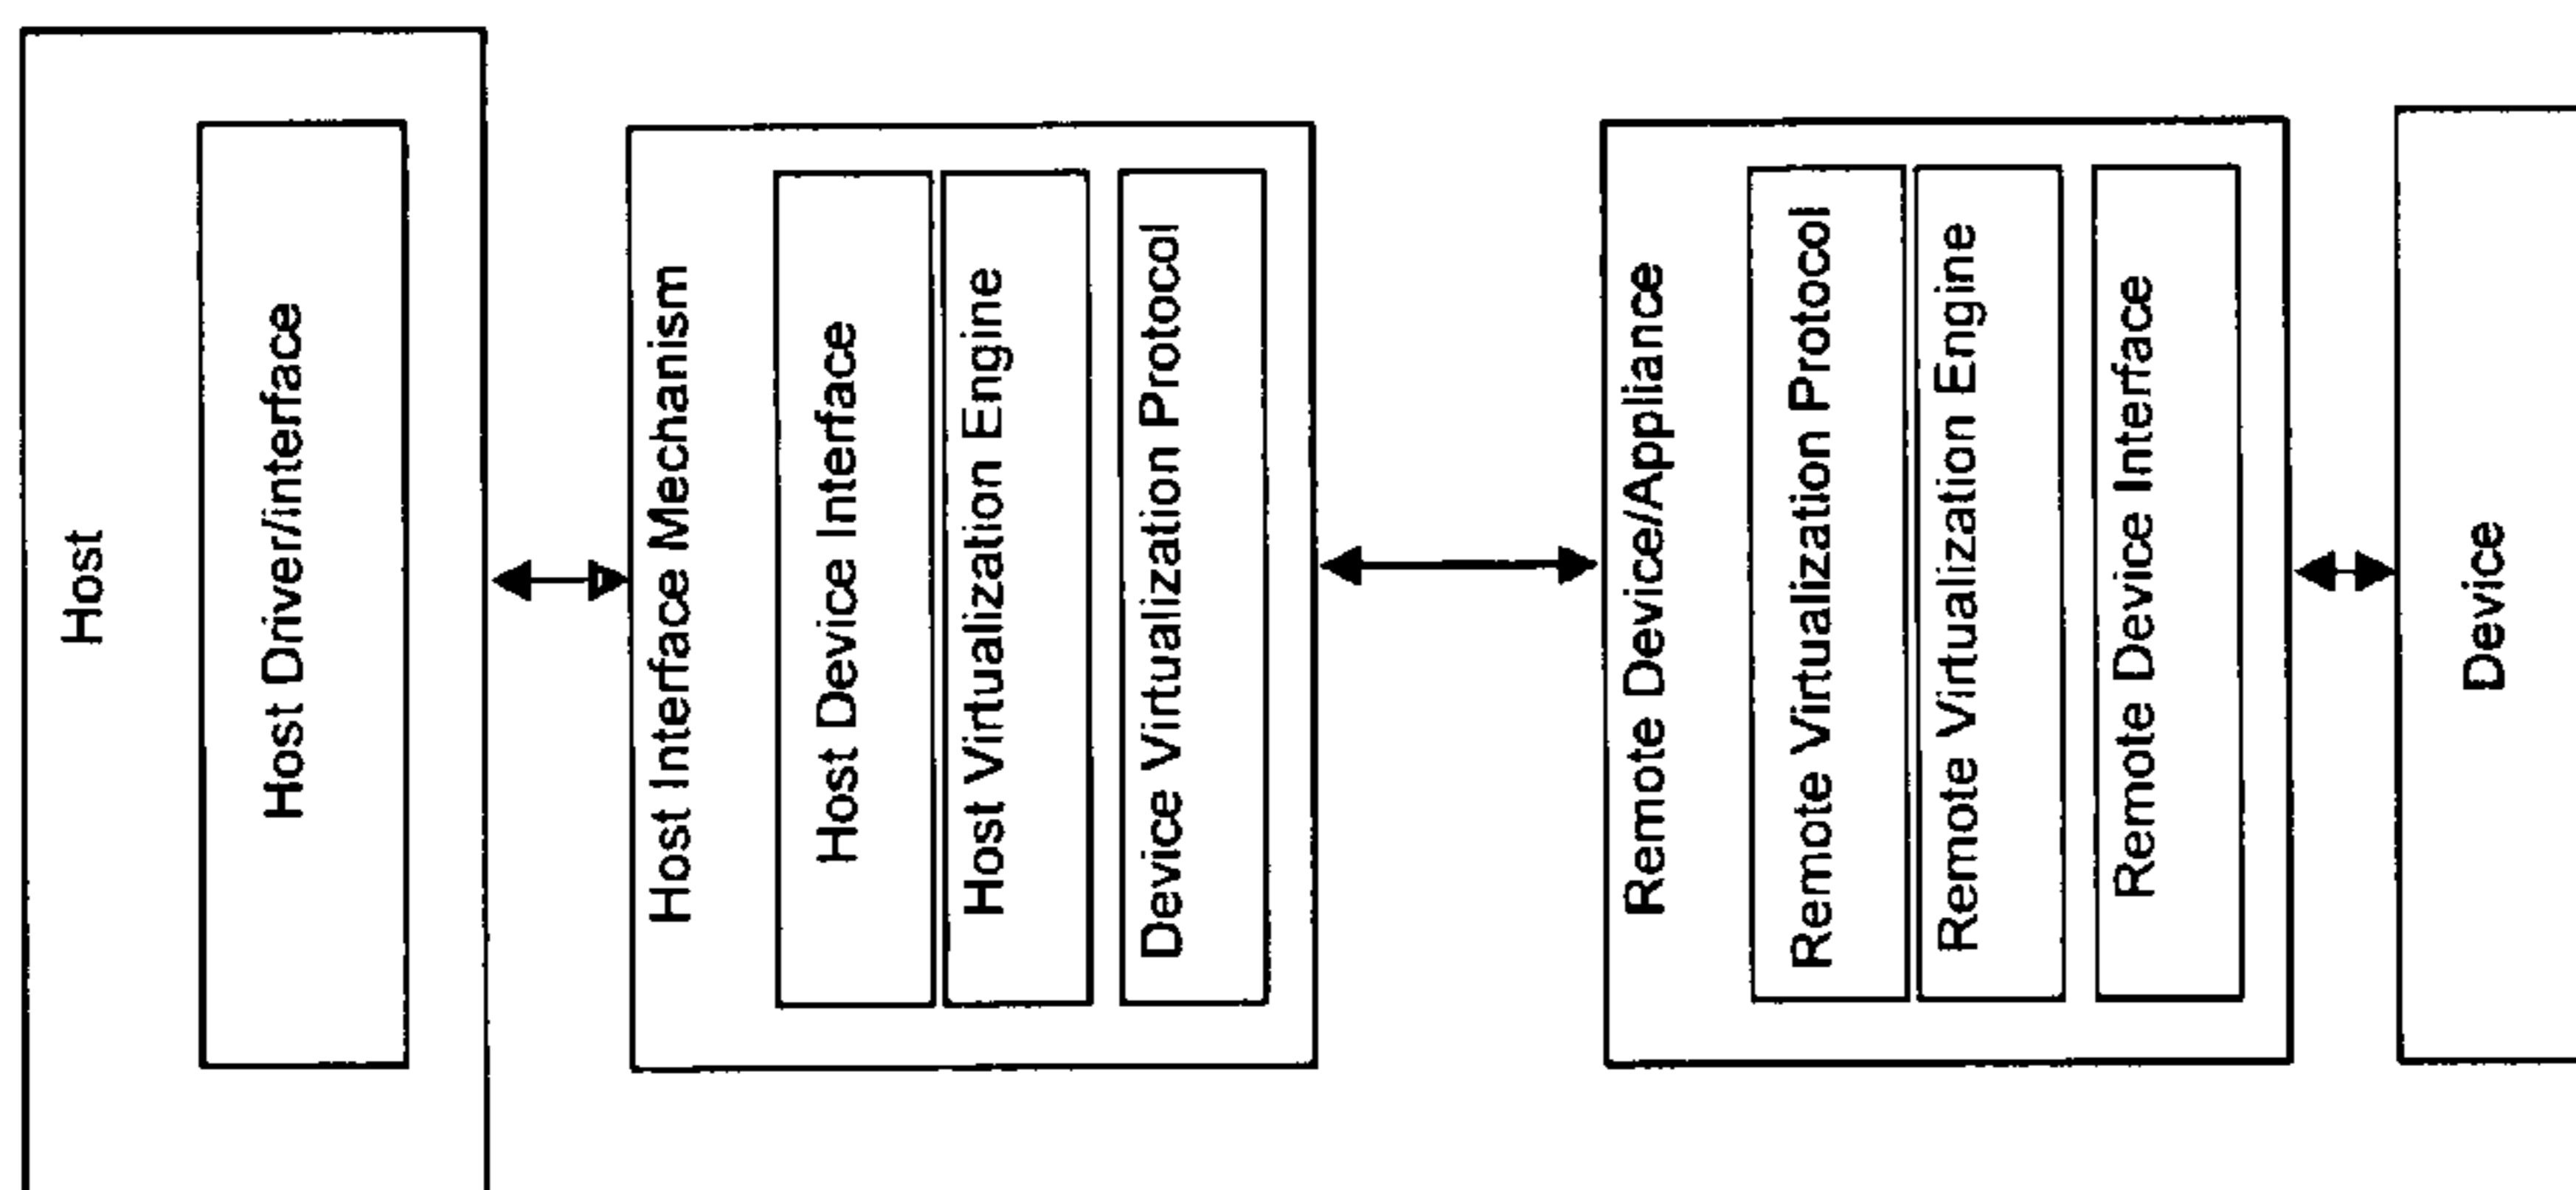 Host
Host Driver/interface
Host Interface Mechanism
Host Device Interface
Host Virtualization Engine
Device Virtualization Protocol
Remote Device/Appliance
Remote Virtualization Protocol
Remote Virtualization Engine
Remote Device Interface
Device